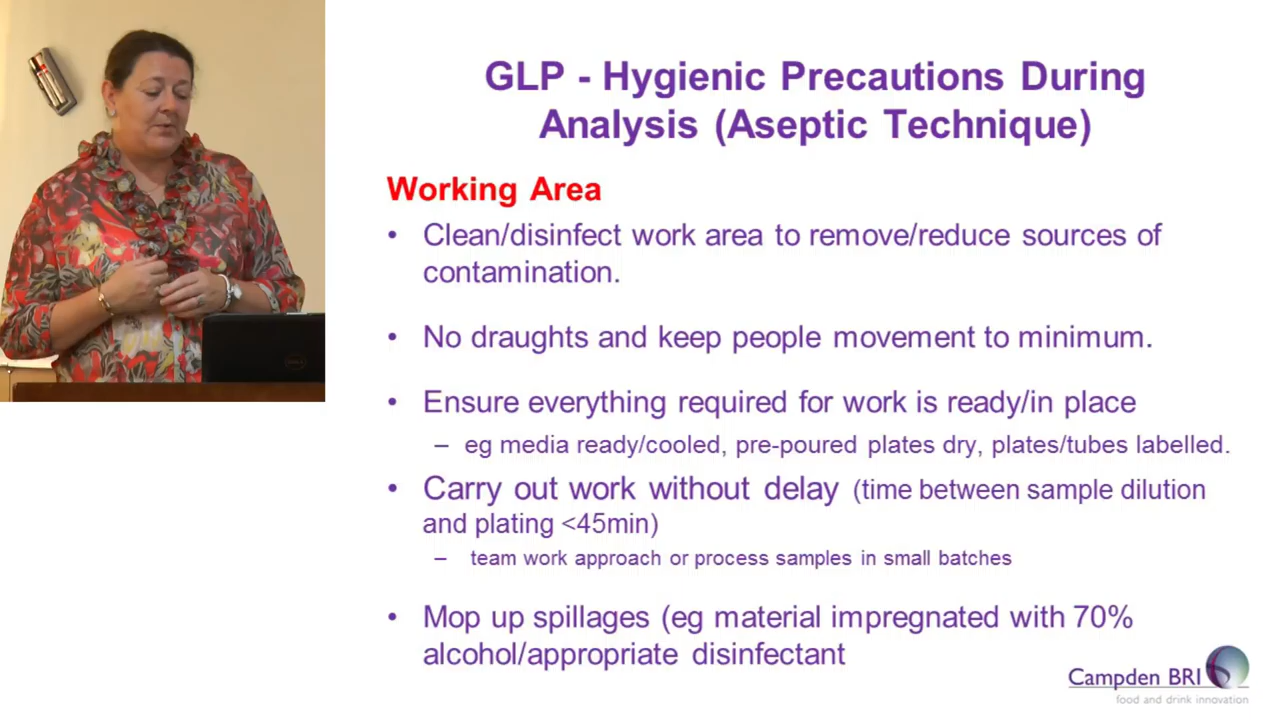 GLP - Hygienic Precautions During
Analysis (Aseptic Technique)
Working Area
• Clean/disinfect work area to remove/reduce sources of
contamination.
• No draughts and keep people movement to minimum.
• Ensure everything required for work is ready/in place
– eg media ready/cooled, pre-poured plates dry, plates/tubes labelled.
• Carry out work without delay (time between sample dilution
and plating <45min)
– team work approach or process samples in small batches
• Mop up spillages (eg material impregnated with 70%
alcohol/appropriate disinfectant
Campden BRI
food and drink innovation